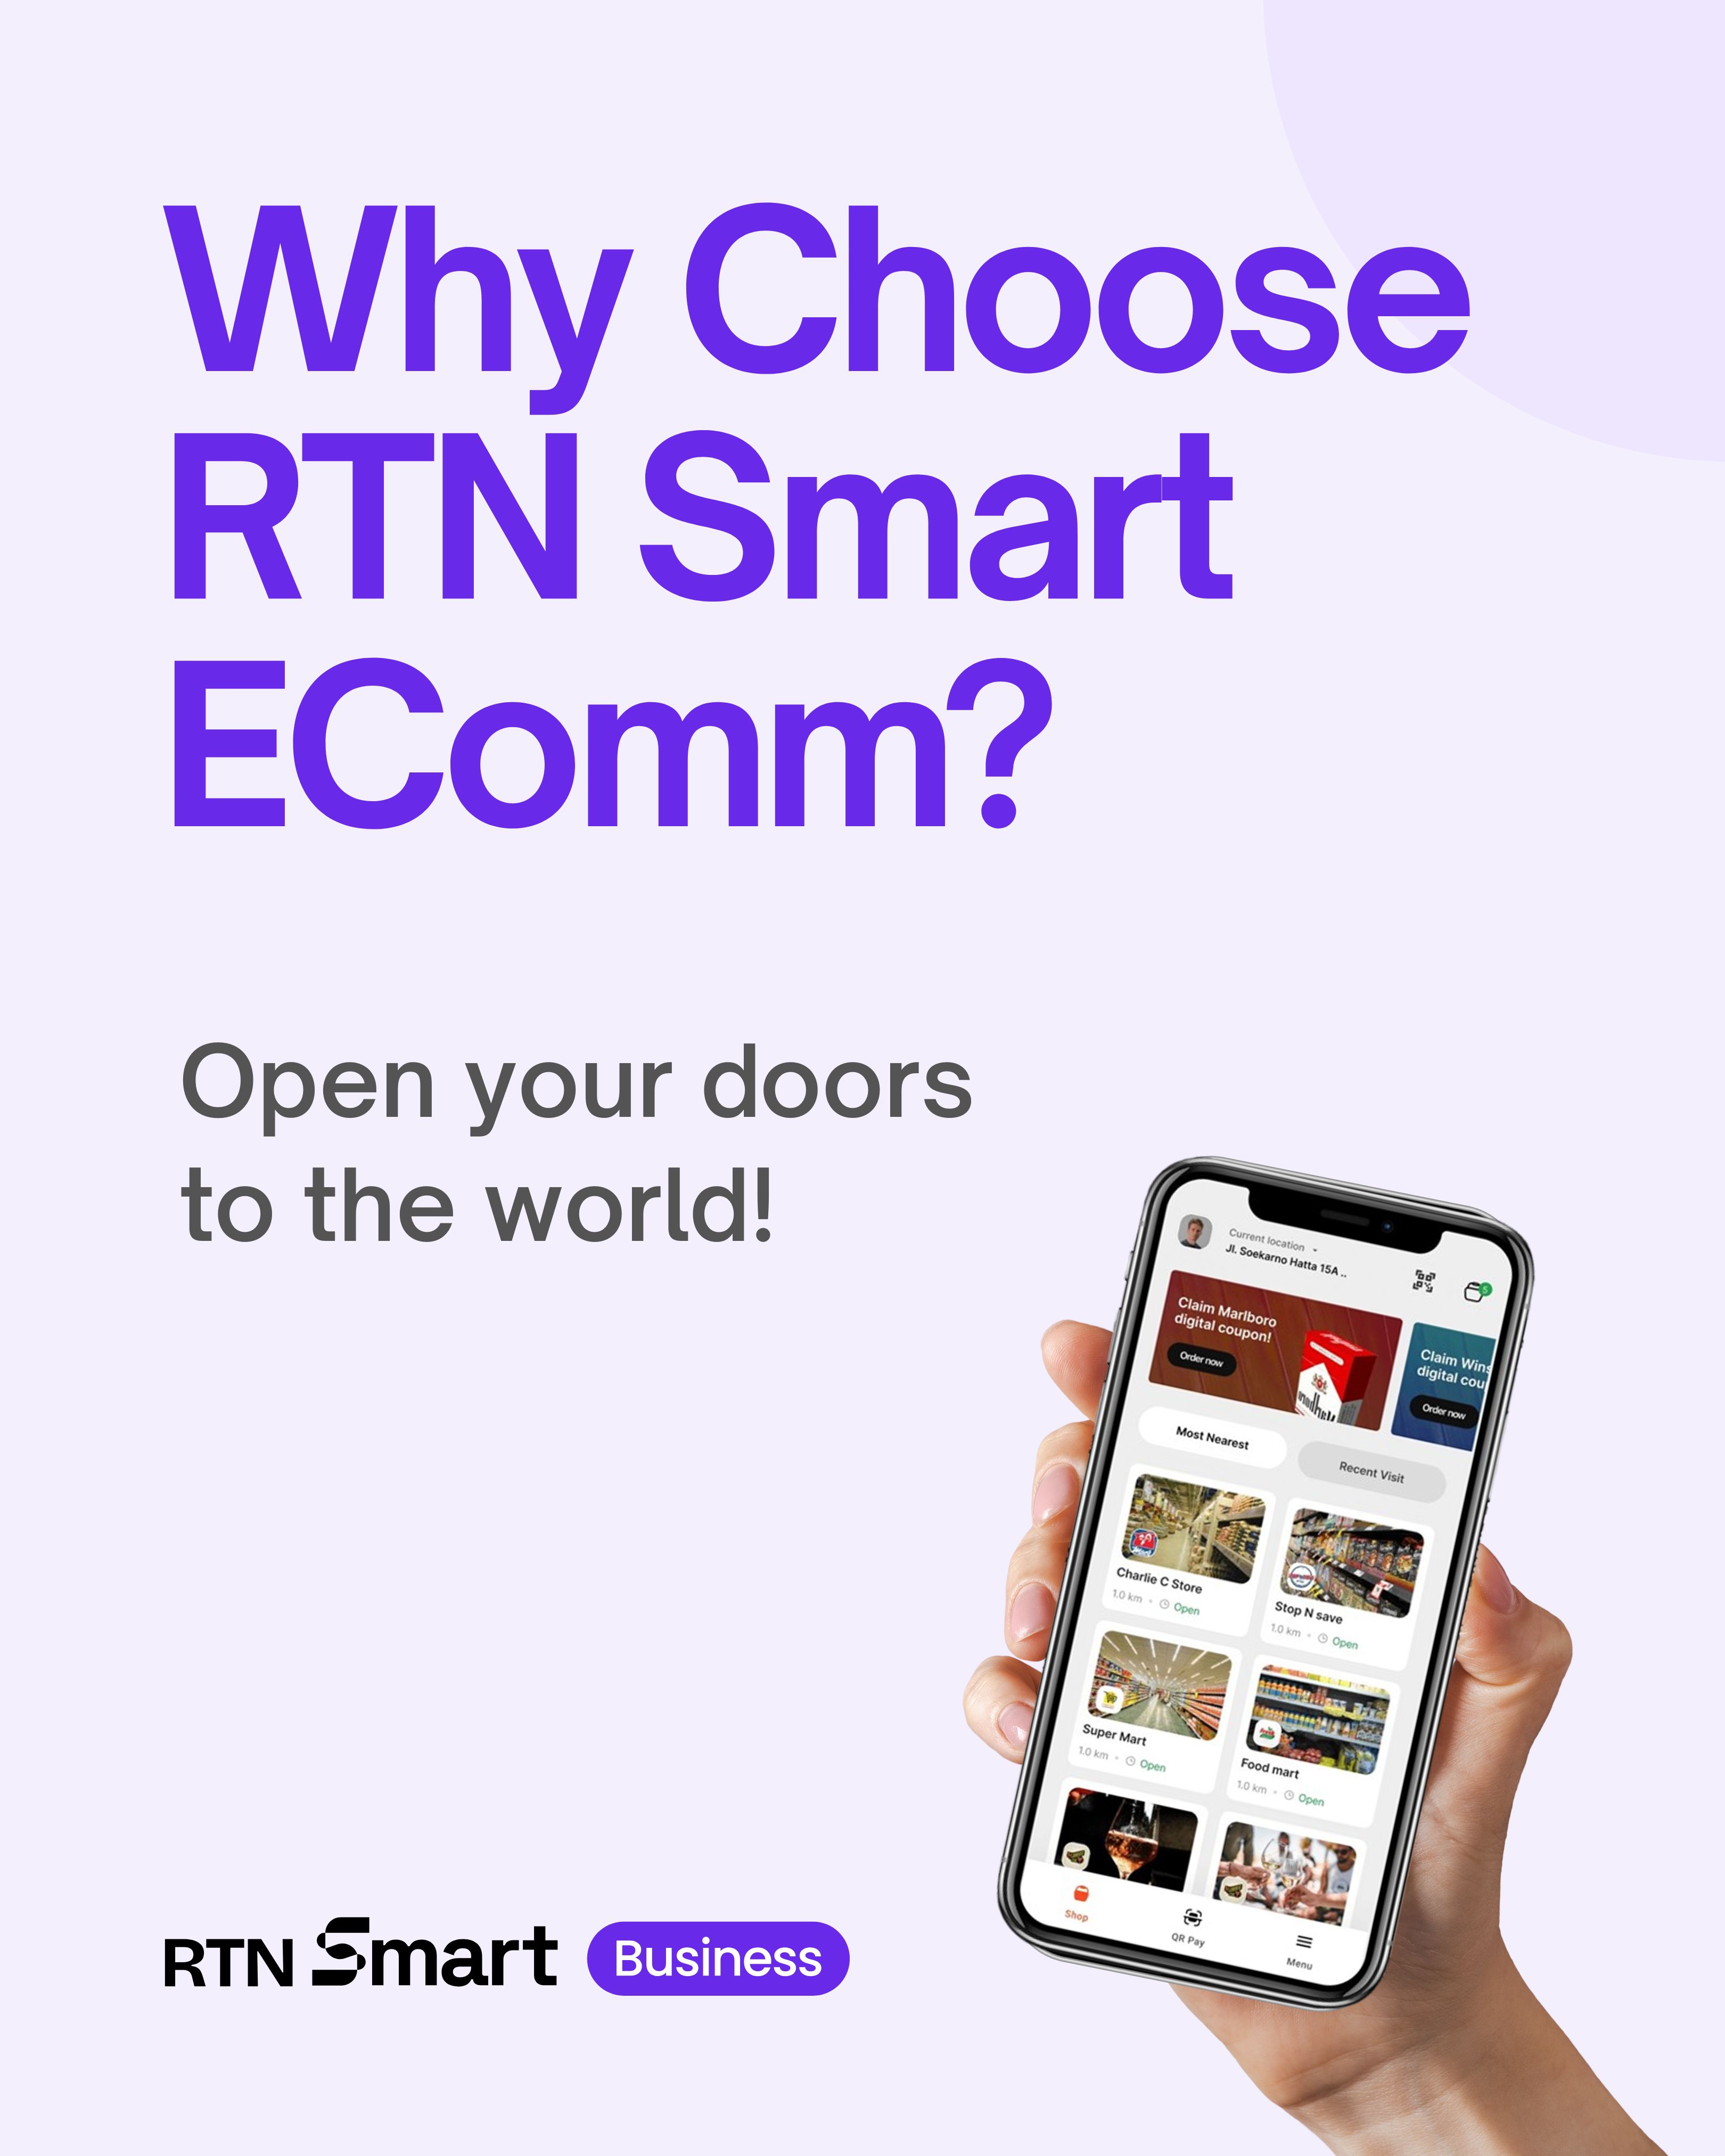 Why Choose
RTN Smart
EComm?
Open your doors
to the world!
Current location
Jl. Soekarno Hatta 15A ..
5
Claim Marlboro
digital coupon!
Order now
Claim Wins
digital cou
Order now
Most Nearest
Recent Visit
Charlie C Store
1.0 km • Open
Stop N save
1.0 km • Open
Super Mart
1.0 km • Open
Food mart
1.0 km • Open
Shop
QR Pay
Menu
RTN Smart Business